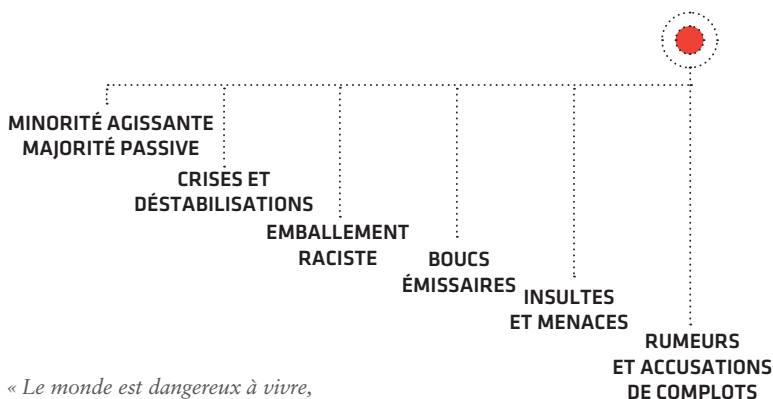 MINORITÉ AGISSANTE
MAJORITÉ PASSIVE
CRISES ET
DÉSTABILISATIONS
EMBALLEMENT
RACISTE
BOUCS
ÉMISSAIRES
INSULTES
ET MENACES
RUMEURS
ET ACCUSATIONS
DE COMPLOTS
« Le monde est dangereux à vivre,